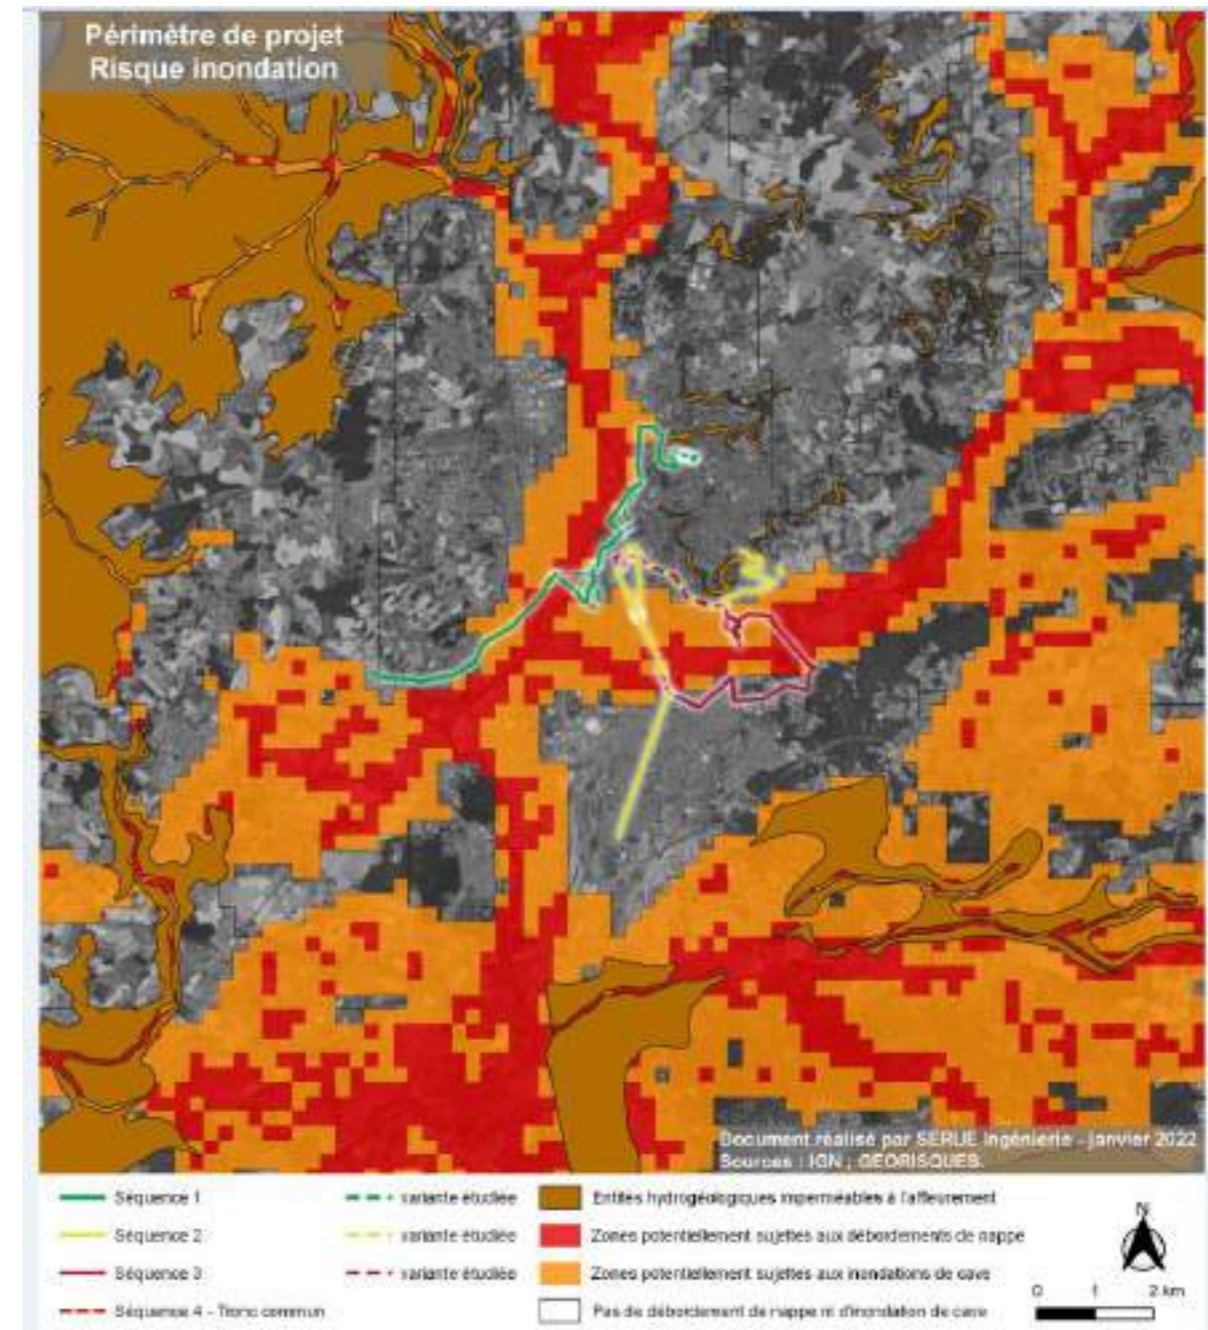 Périmètre de projet
Risque inondation
Document réalisé par SERUE Ingénierie - janvier 2022
Sources : IGN ; GEORISQUES.
Séquence 1
variante étudiée
Entités hydrogéologiques imperméables à l'affleurement
Séquence 2
variante étudiée
Zones potentiellement sujettes aux débordements de nappe
Séquence 3
variante étudiée
Zones potentiellement sujettes aux inondations de cave
Séquence 4 - Tronc commun
Pas de débordement de nappe ni d'inondation de cave
N
0 1 2 km